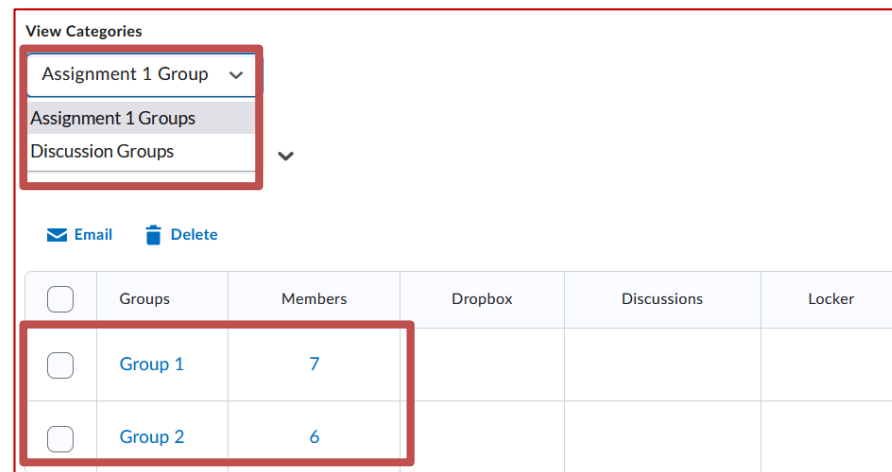 View Categories
Assignment 1 Group
Assignment 1 Groups
Discussion Groups
Email Delete
Groups Members Dropbox Discussions Locker
Group 1 7
Group 2 6